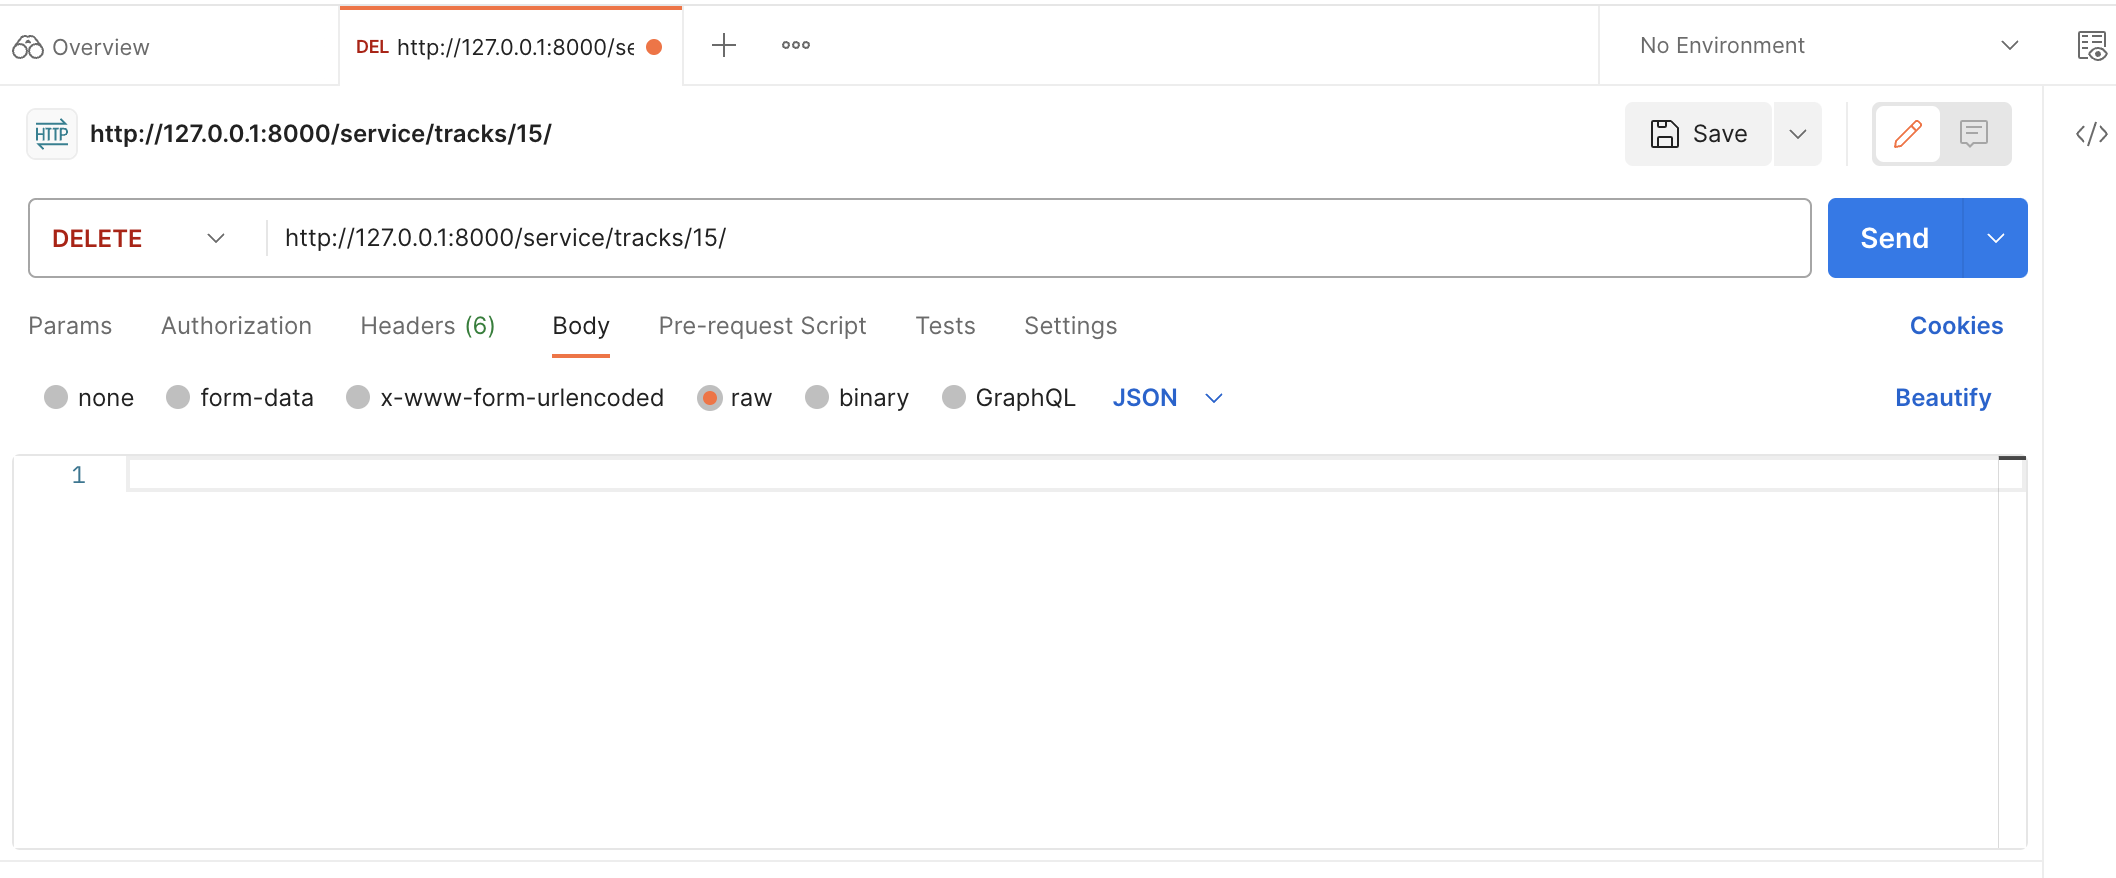 Overview
DEL http://127.0.0.1:8000/se
No Environment
HTTP http://127.0.0.1:8000/service/tracks/15/
Save
DELETE http://127.0.0.1:8000/service/tracks/15/
Send
Params Authorization Headers (6) Body Pre-request Script Tests Settings Cookies
none form-data x-www-form-urlencoded raw binary GraphQL JSON Beautify
1